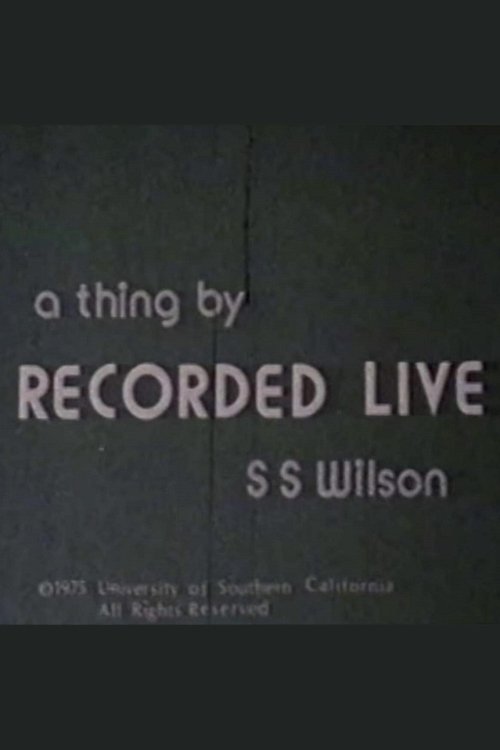 a thing by
RECORDED LIVE
S S Wilson
©1975 University of Southern California
All Rights Reserved